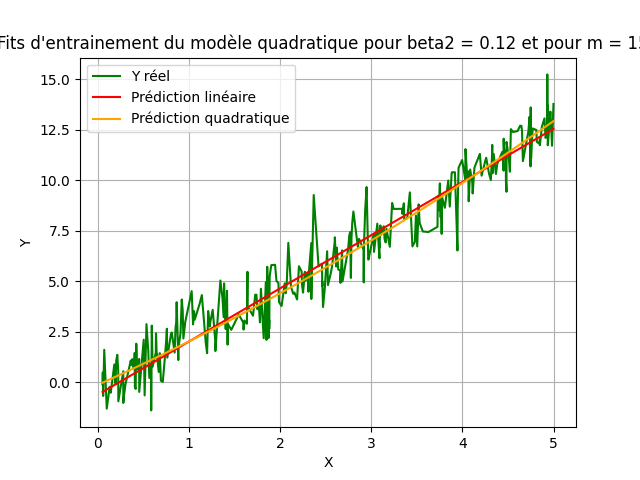 Fits d'entrainement du modèle quadratique pour beta2 = 0.12 et pour m = 15
Y réel
Prédiction linéaire
Prédiction quadratique
15.0
12.5
10.0
7.5
5.0
2.5
0.0
Y
0 1 2 3 4 5
X